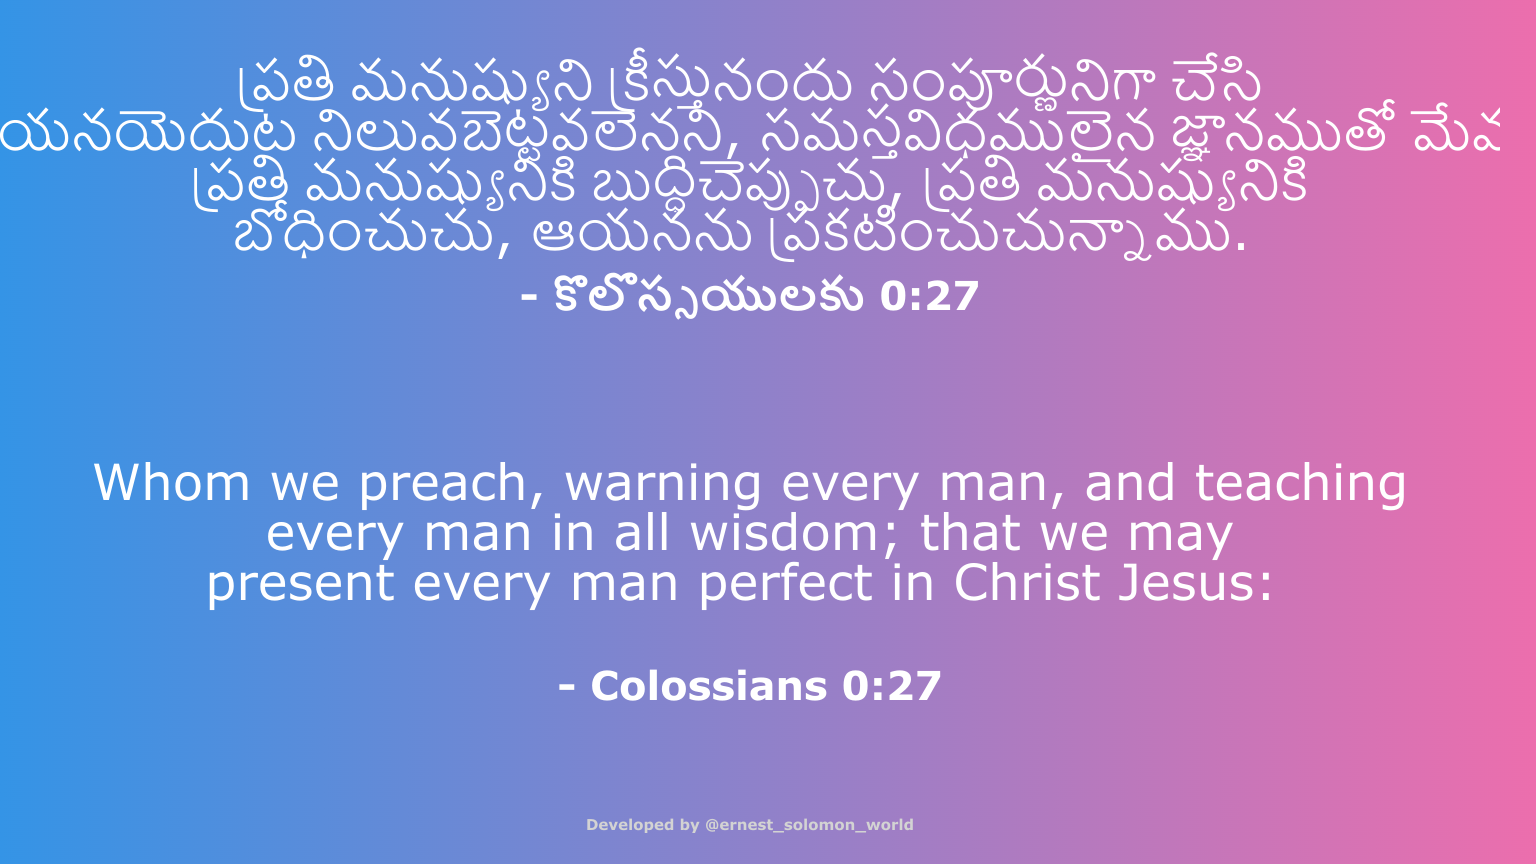 ప్రతి మనుష్యుని క్రీస్తునందు సంపూర్ణునిగా చేసి
యనయెదుట నిలువబెట్టవలెనని, సమస్తవిధములైన జ్ఞానముతో
ప్రతి మనుష్యునికి బుద్ధిచెప్పుచు, ప్రతి మనుష్యునికి
బోధించుచు, ఆయనను ప్రకటించుచున్నాము.
- కొలొస్సయులకు 0:27
Whom we preach, warning every man, and teaching
every man in all wisdom; that we may
present every man perfect in Christ Jesus:
- Colossians 0:27
Developed by @ernest_solomon_world